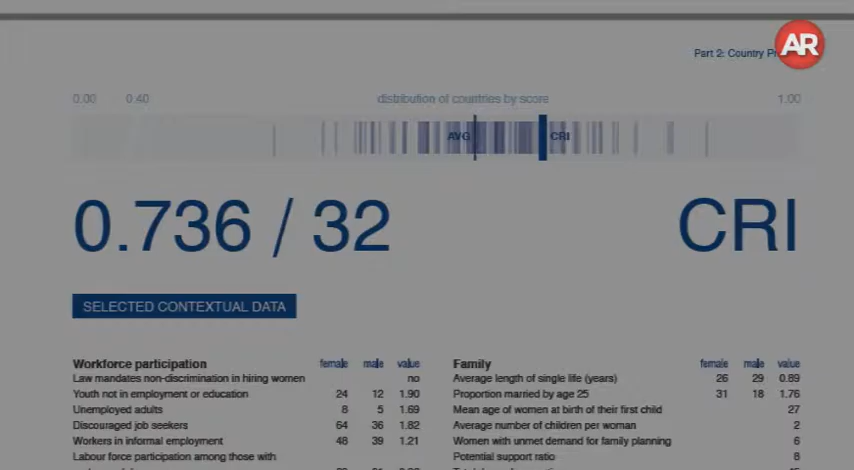 AR
Part 2: Country
0.00 0.40 distribution of countries by score 1.00
AVG CRI
0.736 / 32 CRI
SELECTED CONTEXTUAL DATA
Workforce participation female male value
Law mandates non-discrimination in hiring women no
Youth not in employment or education 24 12 1.90
Unemployed adults 8 5 1.69
Discouraged job seekers 64 36 1.82
Workers in informal employment 48 39 1.21
Labour force participation among those with
Family female male value
Average length of single life (years) 26 29 0.89
Proportion married by age 25 31 18 1.76
Mean age of women at birth of their first child 27
Average number of children per woman 2
Women with unmet demand for family planning 6
Potential support ratio 8